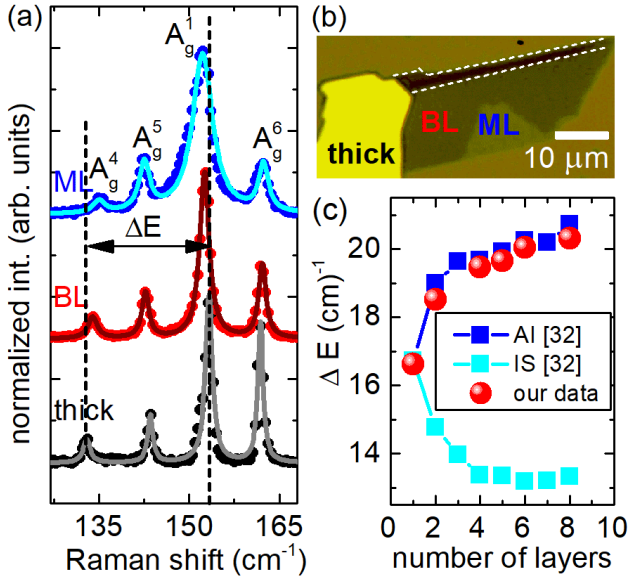 (a)
A_g^1
A_g^4
A_g^5
A_g^6
ML
ΔE
BL
thick
normalized int. (arb. units)
135 150 165
Raman shift (cm⁻¹)
(b)
BL
ML
thick
10 μm
(c)
20
18
16
14
Δ E (cm)⁻¹
AI [32]
IS [32]
our data
0 2 4 6 8 10
number of layers